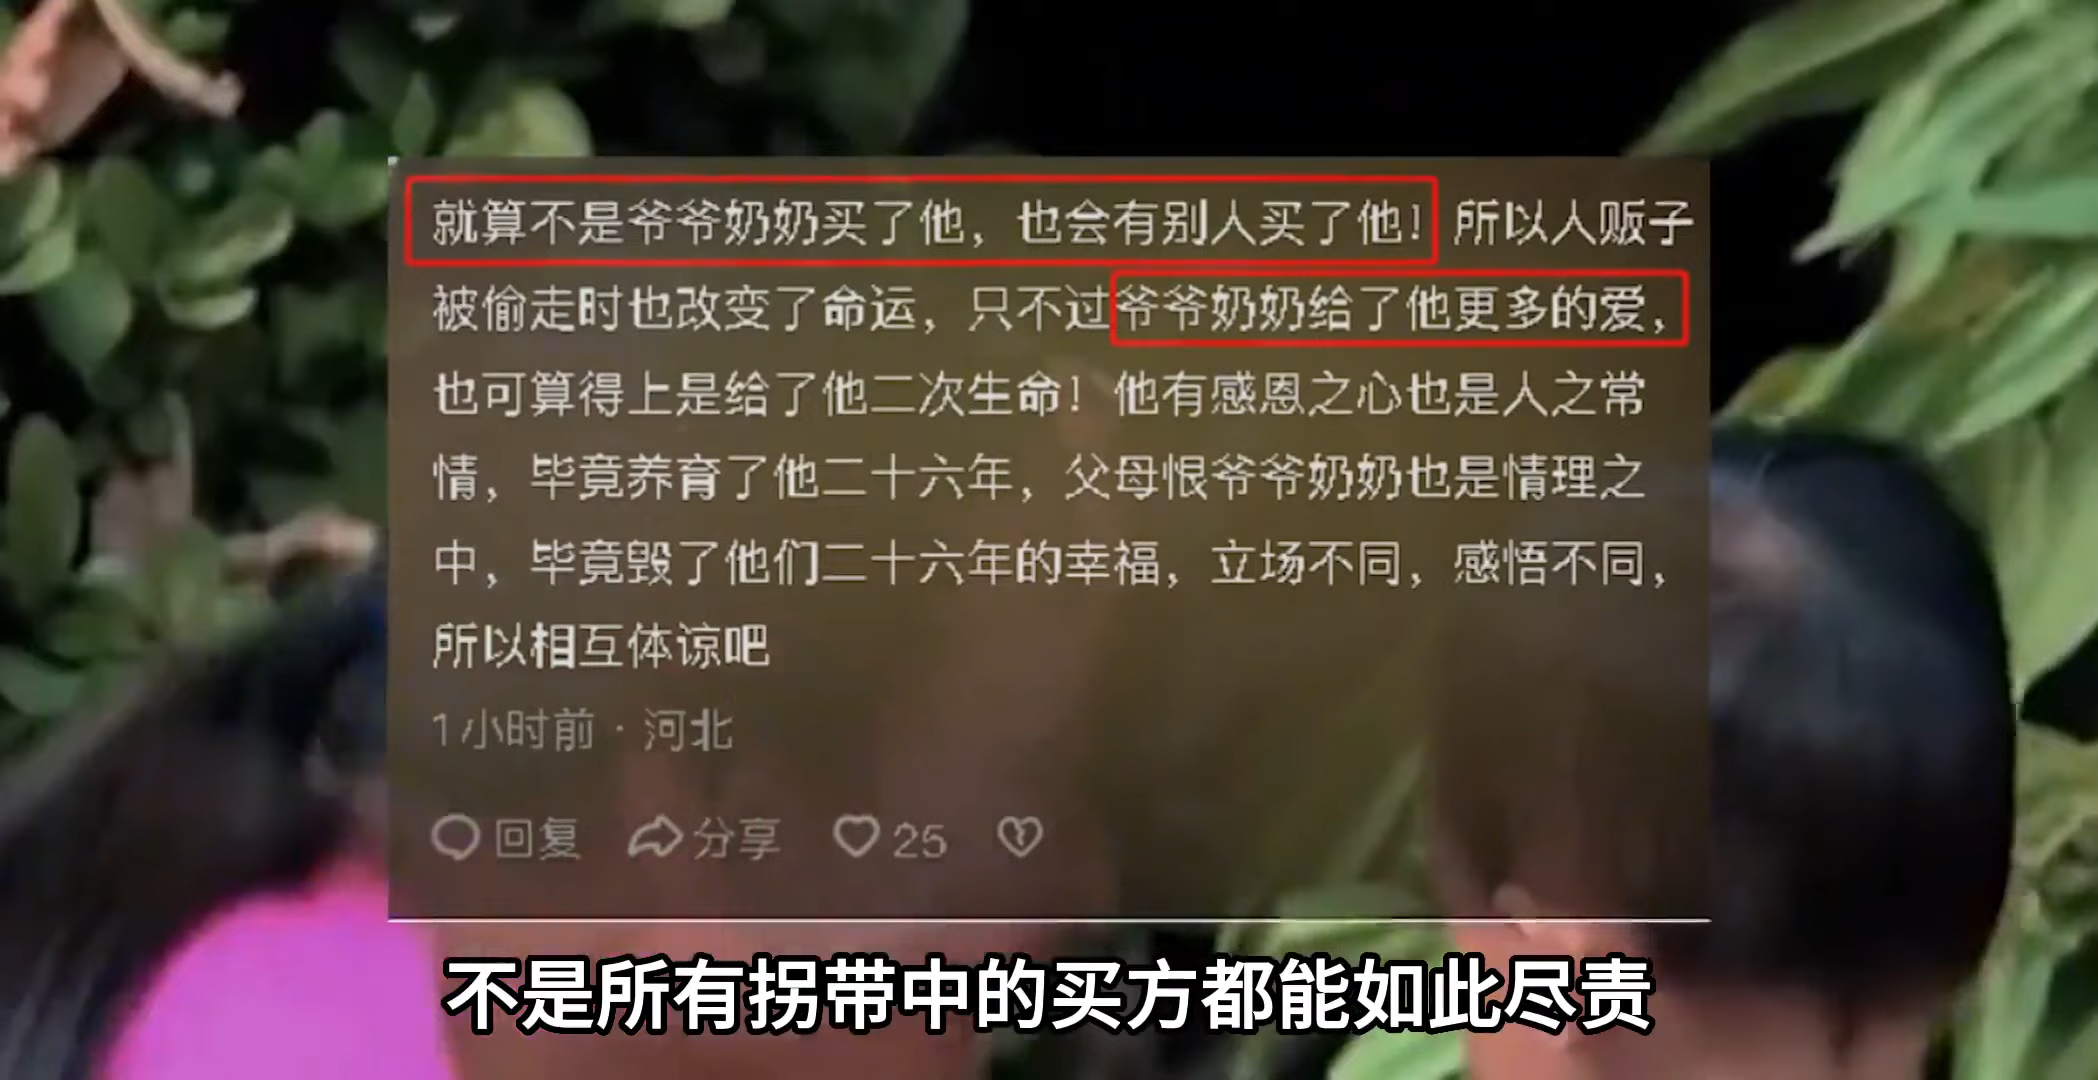 就算不是爷爷奶奶买了他，也会有别人买了他！所以人贩子
被偷走时也改变了命运，只不过爷爷奶奶给了他更多的爱，
也可算得上是给了他二次生命！他有感恩之心也是人之常
情，毕竟养育了他二十六年，父母恨爷爷奶奶也是情理之
中，毕竟毁了他们二十六年的幸福，立场不同，感悟不同，
所以相互体谅吧
1小时前 · 河北
回复 分享 25
不是所有拐带中的买方都能如此尽责